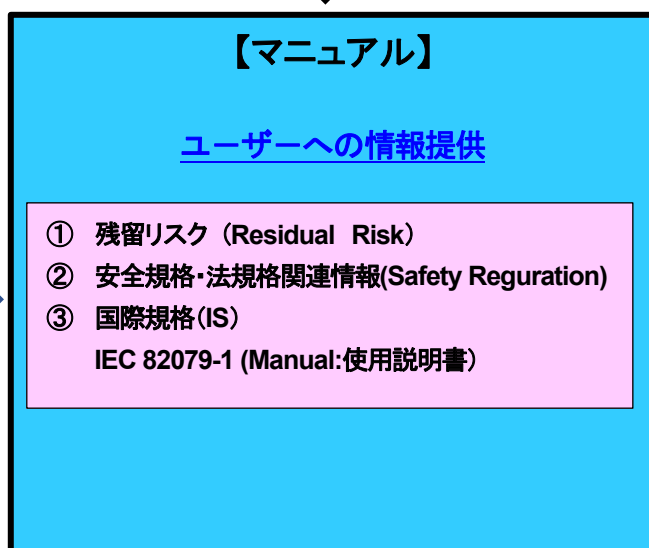 【マニュアル】
ユーザーへの情報提供
① 残留リスク（Residual Risk）
② 安全規格・法規格関連情報(Safety Reguration)
③ 国際規格（IS）
IEC 82079-1 (Manual:使用説明書）